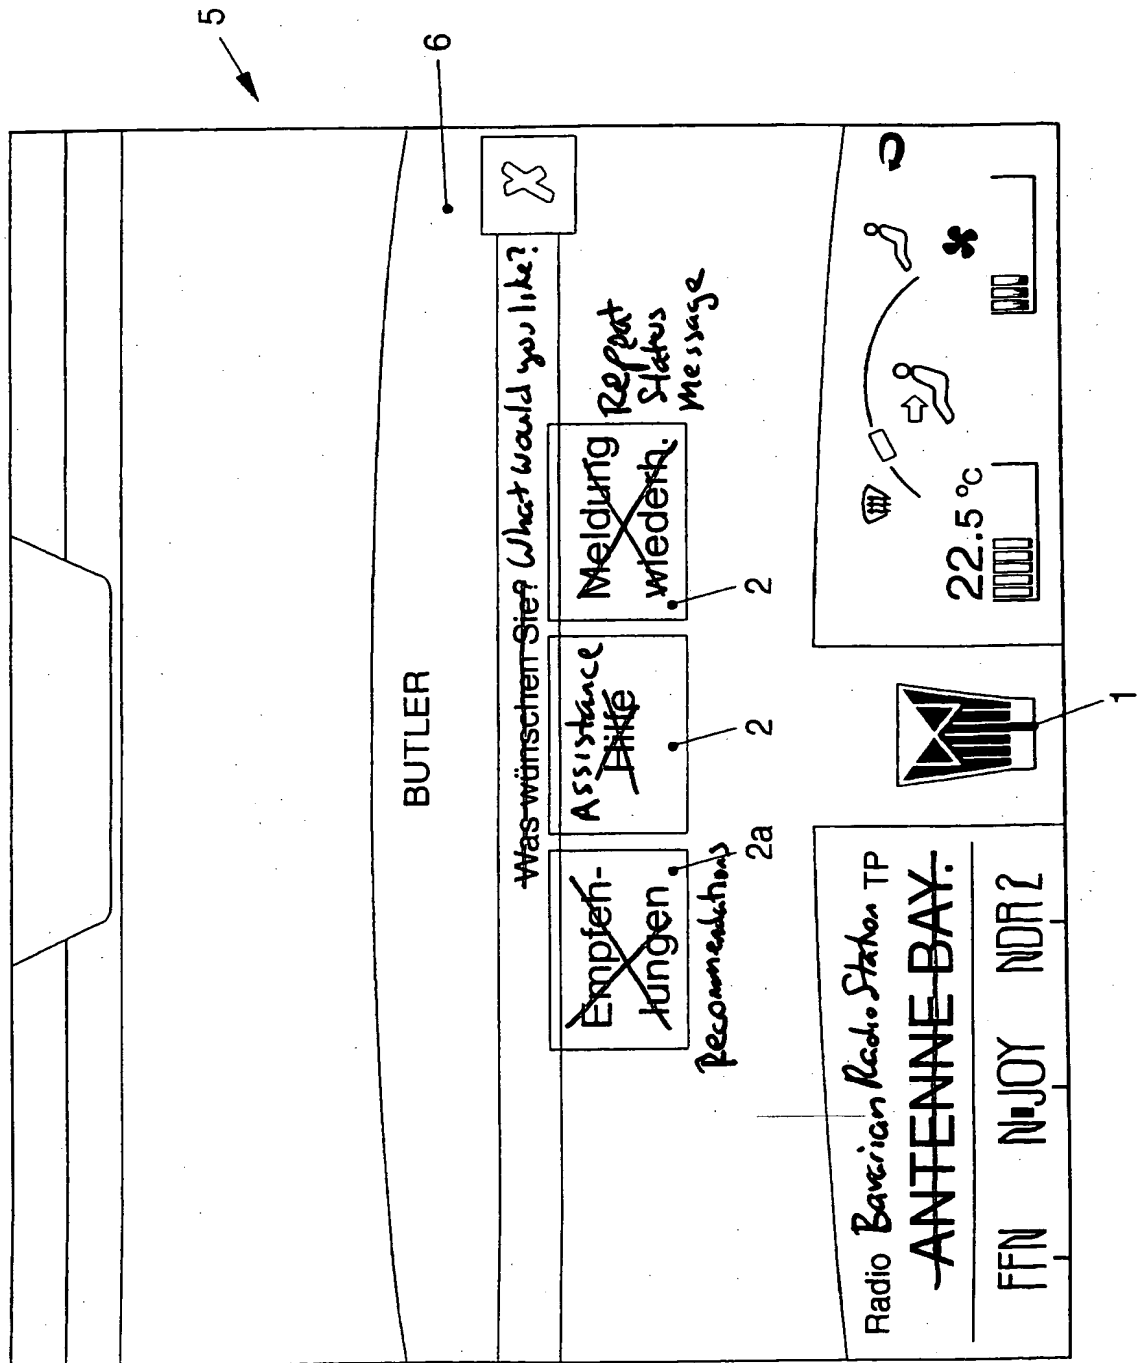 5
6
BUTLER
Was wünschen Sie? What would you like?
X
Empfeh-
lungen
Recommendations
2a
Assistance
Hilfe
2
Meldung
wiederh.
Repeat
Status
Message
2
Radio Bavarian Radio Station TP
ANTENNE BAY.
FFN N·JOY NDR 2
1
22.5 °C